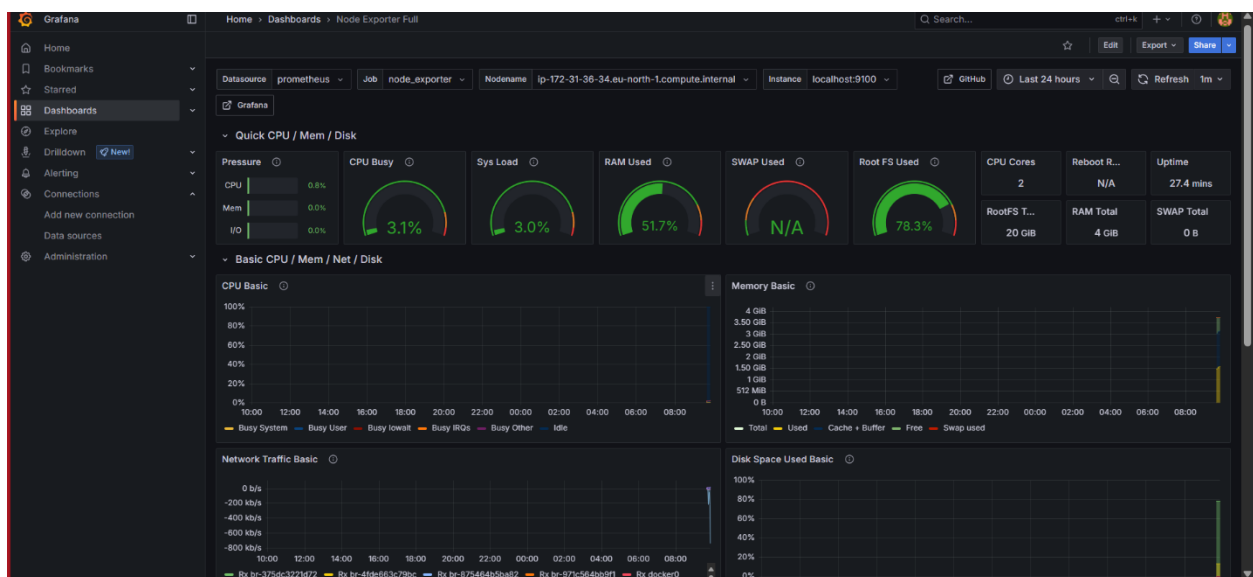 Grafana
Home › Dashboards › Node Exporter Full
Search...
ctrl+k
Home
Bookmarks
Starred
Dashboards
Explore
Drilldown New!
Alerting
Connections
Add new connection
Data sources
Administration
Edit Export Share
Datasource prometheus Job node_exporter Nodename ip-172-31-36-34.eu-north-1.compute.internal Instance localhost:9100 GitHub Last 24 hours Refresh 1m
Grafana
Quick CPU / Mem / Disk
Pressure
CPU 0.8%
Mem 0.0%
I/O 0.0%
CPU Busy
3.1%
Sys Load
3.0%
RAM Used
51.7%
SWAP Used
N/A
Root FS Used
78.3%
CPU Cores
2
Reboot R...
N/A
Uptime
27.4 mins
RootFS T...
20 GiB
RAM Total
4 GiB
SWAP Total
0 B
Basic CPU / Mem / Net / Disk
CPU Basic
100%
80%
60%
40%
20%
0%
10:00 12:00 14:00 16:00 18:00 20:00 22:00 00:00 02:00 04:00 06:00 08:00
Busy System Busy User Busy Iowait Busy IRQs Busy Other Idle
Memory Basic
4 GiB
3.50 GiB
3 GiB
2.50 GiB
2 GiB
1.50 GiB
1 GiB
512 MiB
0 B
10:00 12:00 14:00 16:00 18:00 20:00 22:00 00:00 02:00 04:00 06:00 08:00
Total Used Cache + Buffer Free Swap used
Network Traffic Basic
0 b/s
-200 kb/s
-400 kb/s
-600 kb/s
-800 kb/s
10:00 12:00 14:00 16:00 18:00 20:00 22:00 00:00 02:00 04:00 06:00 08:00
Rx br-375dc3221d72 Rx br-4fde663c79bc Rx br-875464b5ba82 Rx br-971c564bb9f1 Rx docker0
Disk Space Used Basic
100%
80%
60%
40%
20%
0%